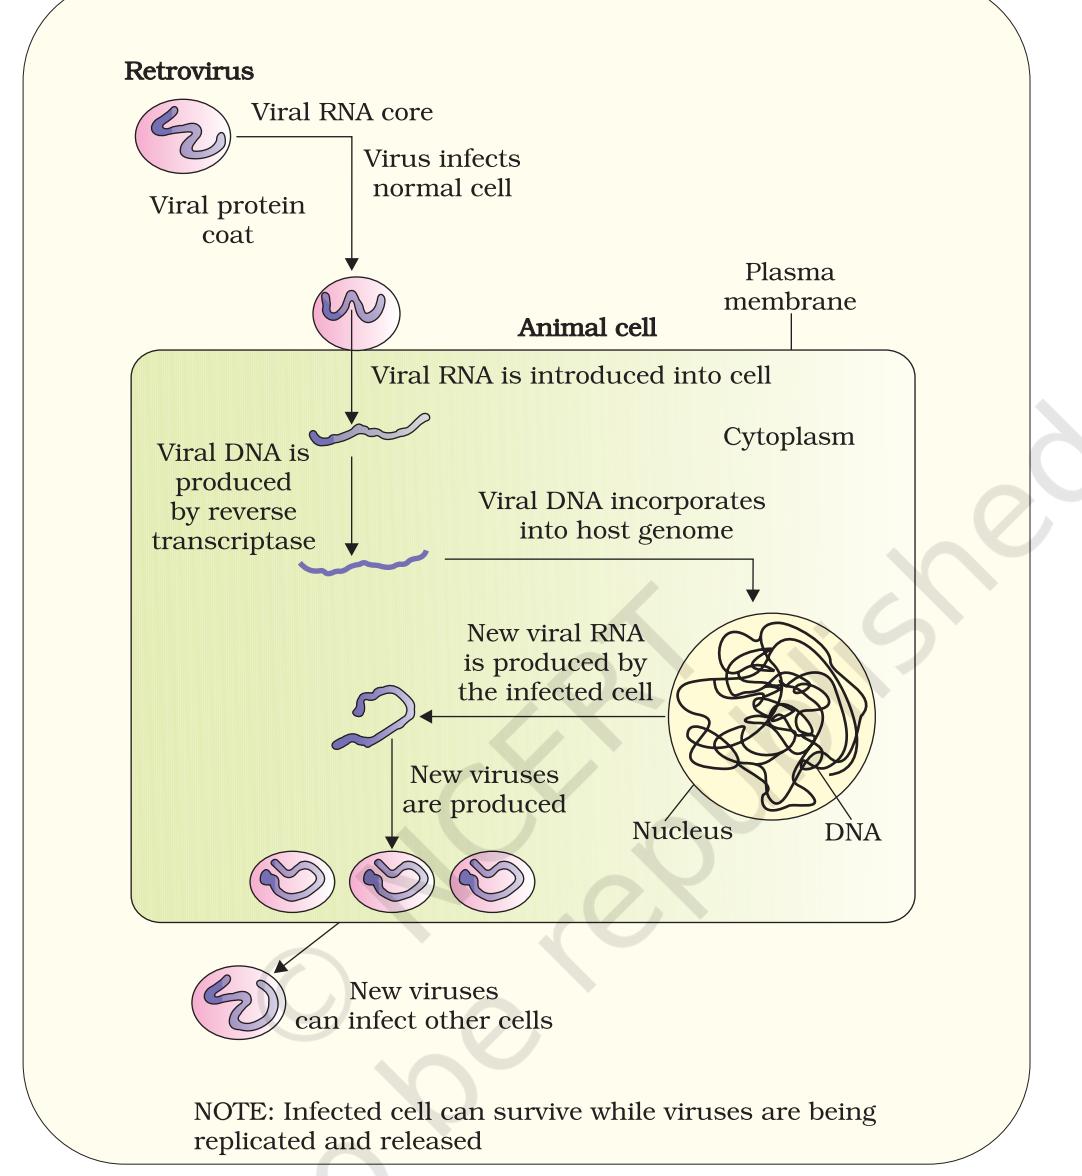 Retrovirus
Viral RNA core
Virus infects
normal cell
Viral protein
coat
Plasma
membrane
Animal cell
Viral RNA is introduced into cell
Cytoplasm
Viral DNA is
produced
by reverse
transcriptase
Viral DNA incorporates
into host genome
New viral RNA
is produced by
the infected cell
New viruses
are produced
Nucleus
DNA
New viruses
can infect other cells
NOTE: Infected cell can survive while viruses are being
replicated and released
© NCERT
be republished